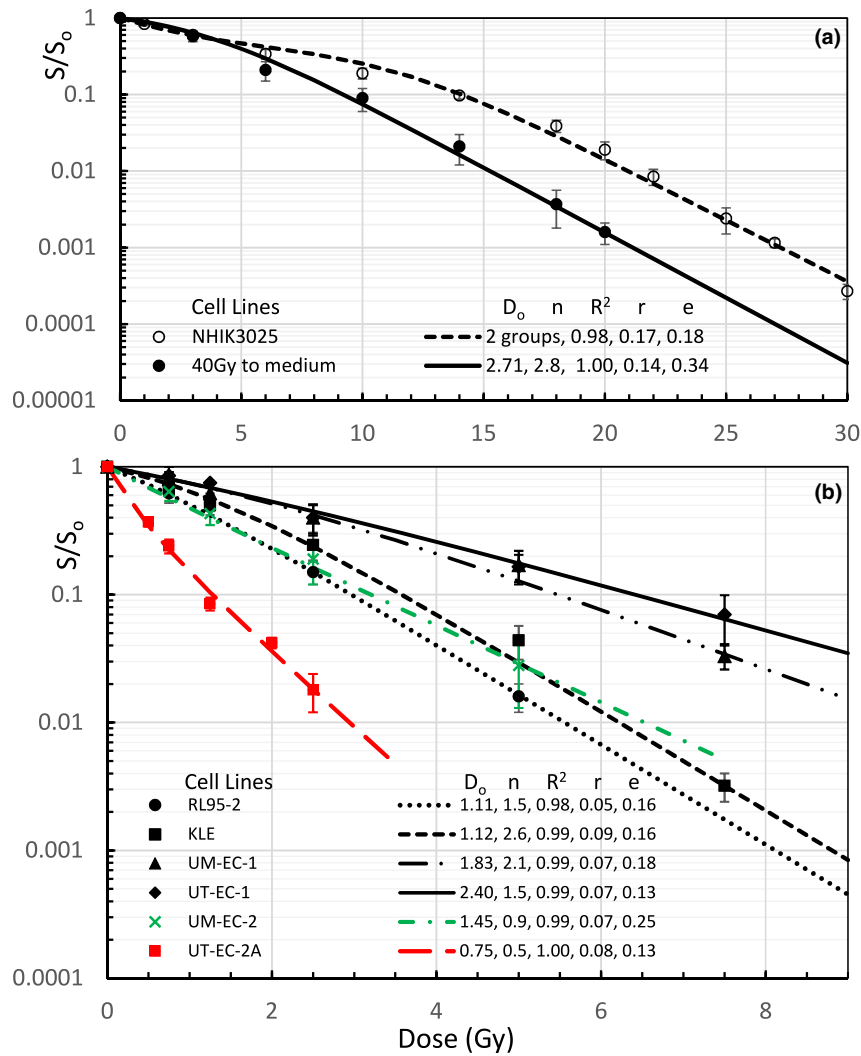 (a)
S/So
1
0.1
0.01
0.001
0.0001
0.00001
Cell Lines Do n R² r e
NHIK3025 2 groups, 0.98, 0.17, 0.18
40Gy to medium 2.71, 2.8, 1.00, 0.14, 0.34
0 5 10 15 20 25 30
(b)
S/So
1
0.1
0.01
0.001
0.0001
Cell Lines Do n R² r e
RL95-2 1.11, 1.5, 0.98, 0.05, 0.16
KLE 1.12, 2.6, 0.99, 0.09, 0.16
UM-EC-1 1.83, 2.1, 0.99, 0.07, 0.18
UT-EC-1 2.40, 1.5, 0.99, 0.07, 0.13
UM-EC-2 1.45, 0.9, 0.99, 0.07, 0.25
UT-EC-2A 0.75, 0.5, 1.00, 0.08, 0.13
0 2 4 6 8
Dose (Gy)